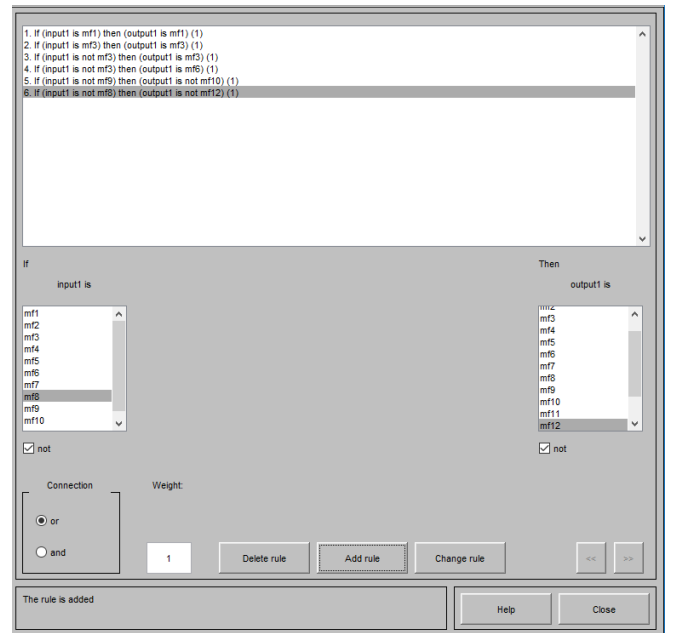 1. If (input1 is mf1) then (output1 is mf1) (1)
2. If (input1 is mf3) then (output1 is mf3) (1)
3. If (input1 is not mf3) then (output1 is mf3) (1)
4. If (input1 is not mf3) then (output1 is mf6) (1)
5. If (input1 is not mf9) then (output1 is not mf10) (1)
6. If (input1 is not mf8) then (output1 is not mf12) (1)
If
Then
input1 is
output1 is
mf1
mf2
mf3
mf4
mf5
mf6
mf7
mf8
mf9
mf10
mf2
mf3
mf4
mf5
mf6
mf7
mf8
mf9
mf10
mf11
mf12
not
not
Connection
Weight:
or
and
1
Delete rule
Add rule
Change rule
<<
>>
The rule is added
Help
Close